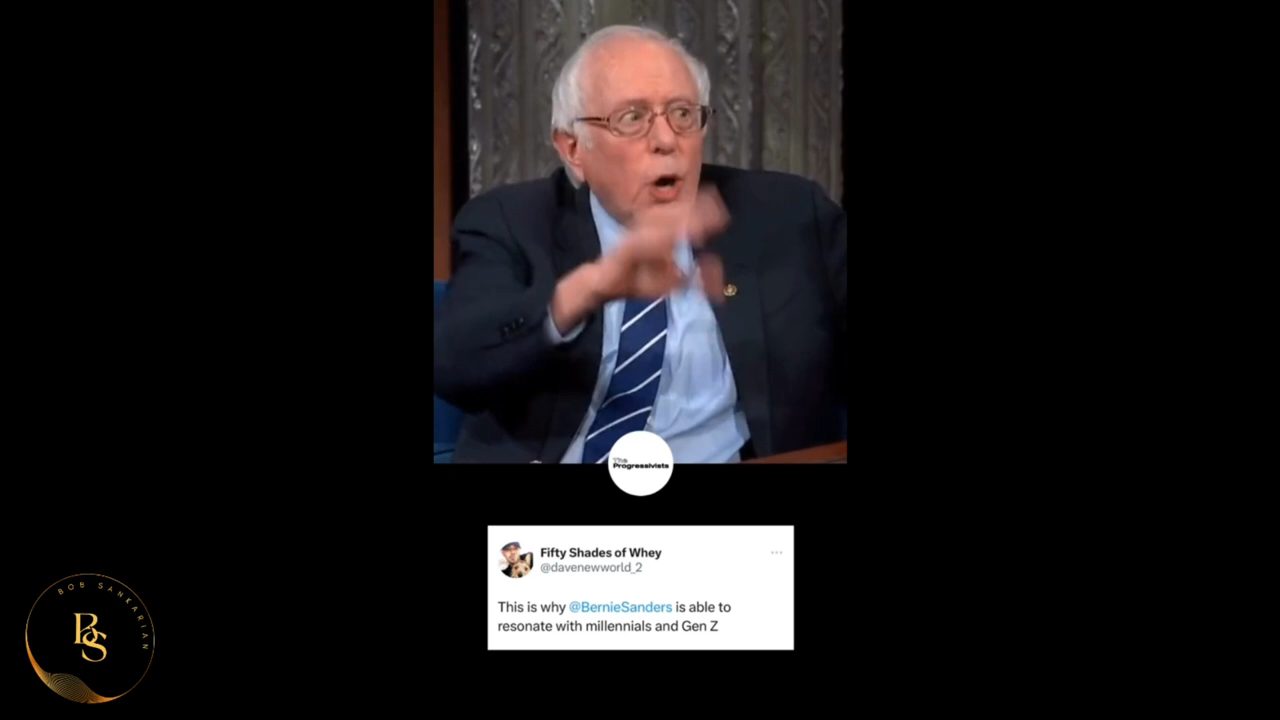 The
Progressivists
Fifty Shades of Whey
@davenewworld_2
This is why @BernieSanders is able to
resonate with millennials and Gen Z
BOB SANKARIAN
BS